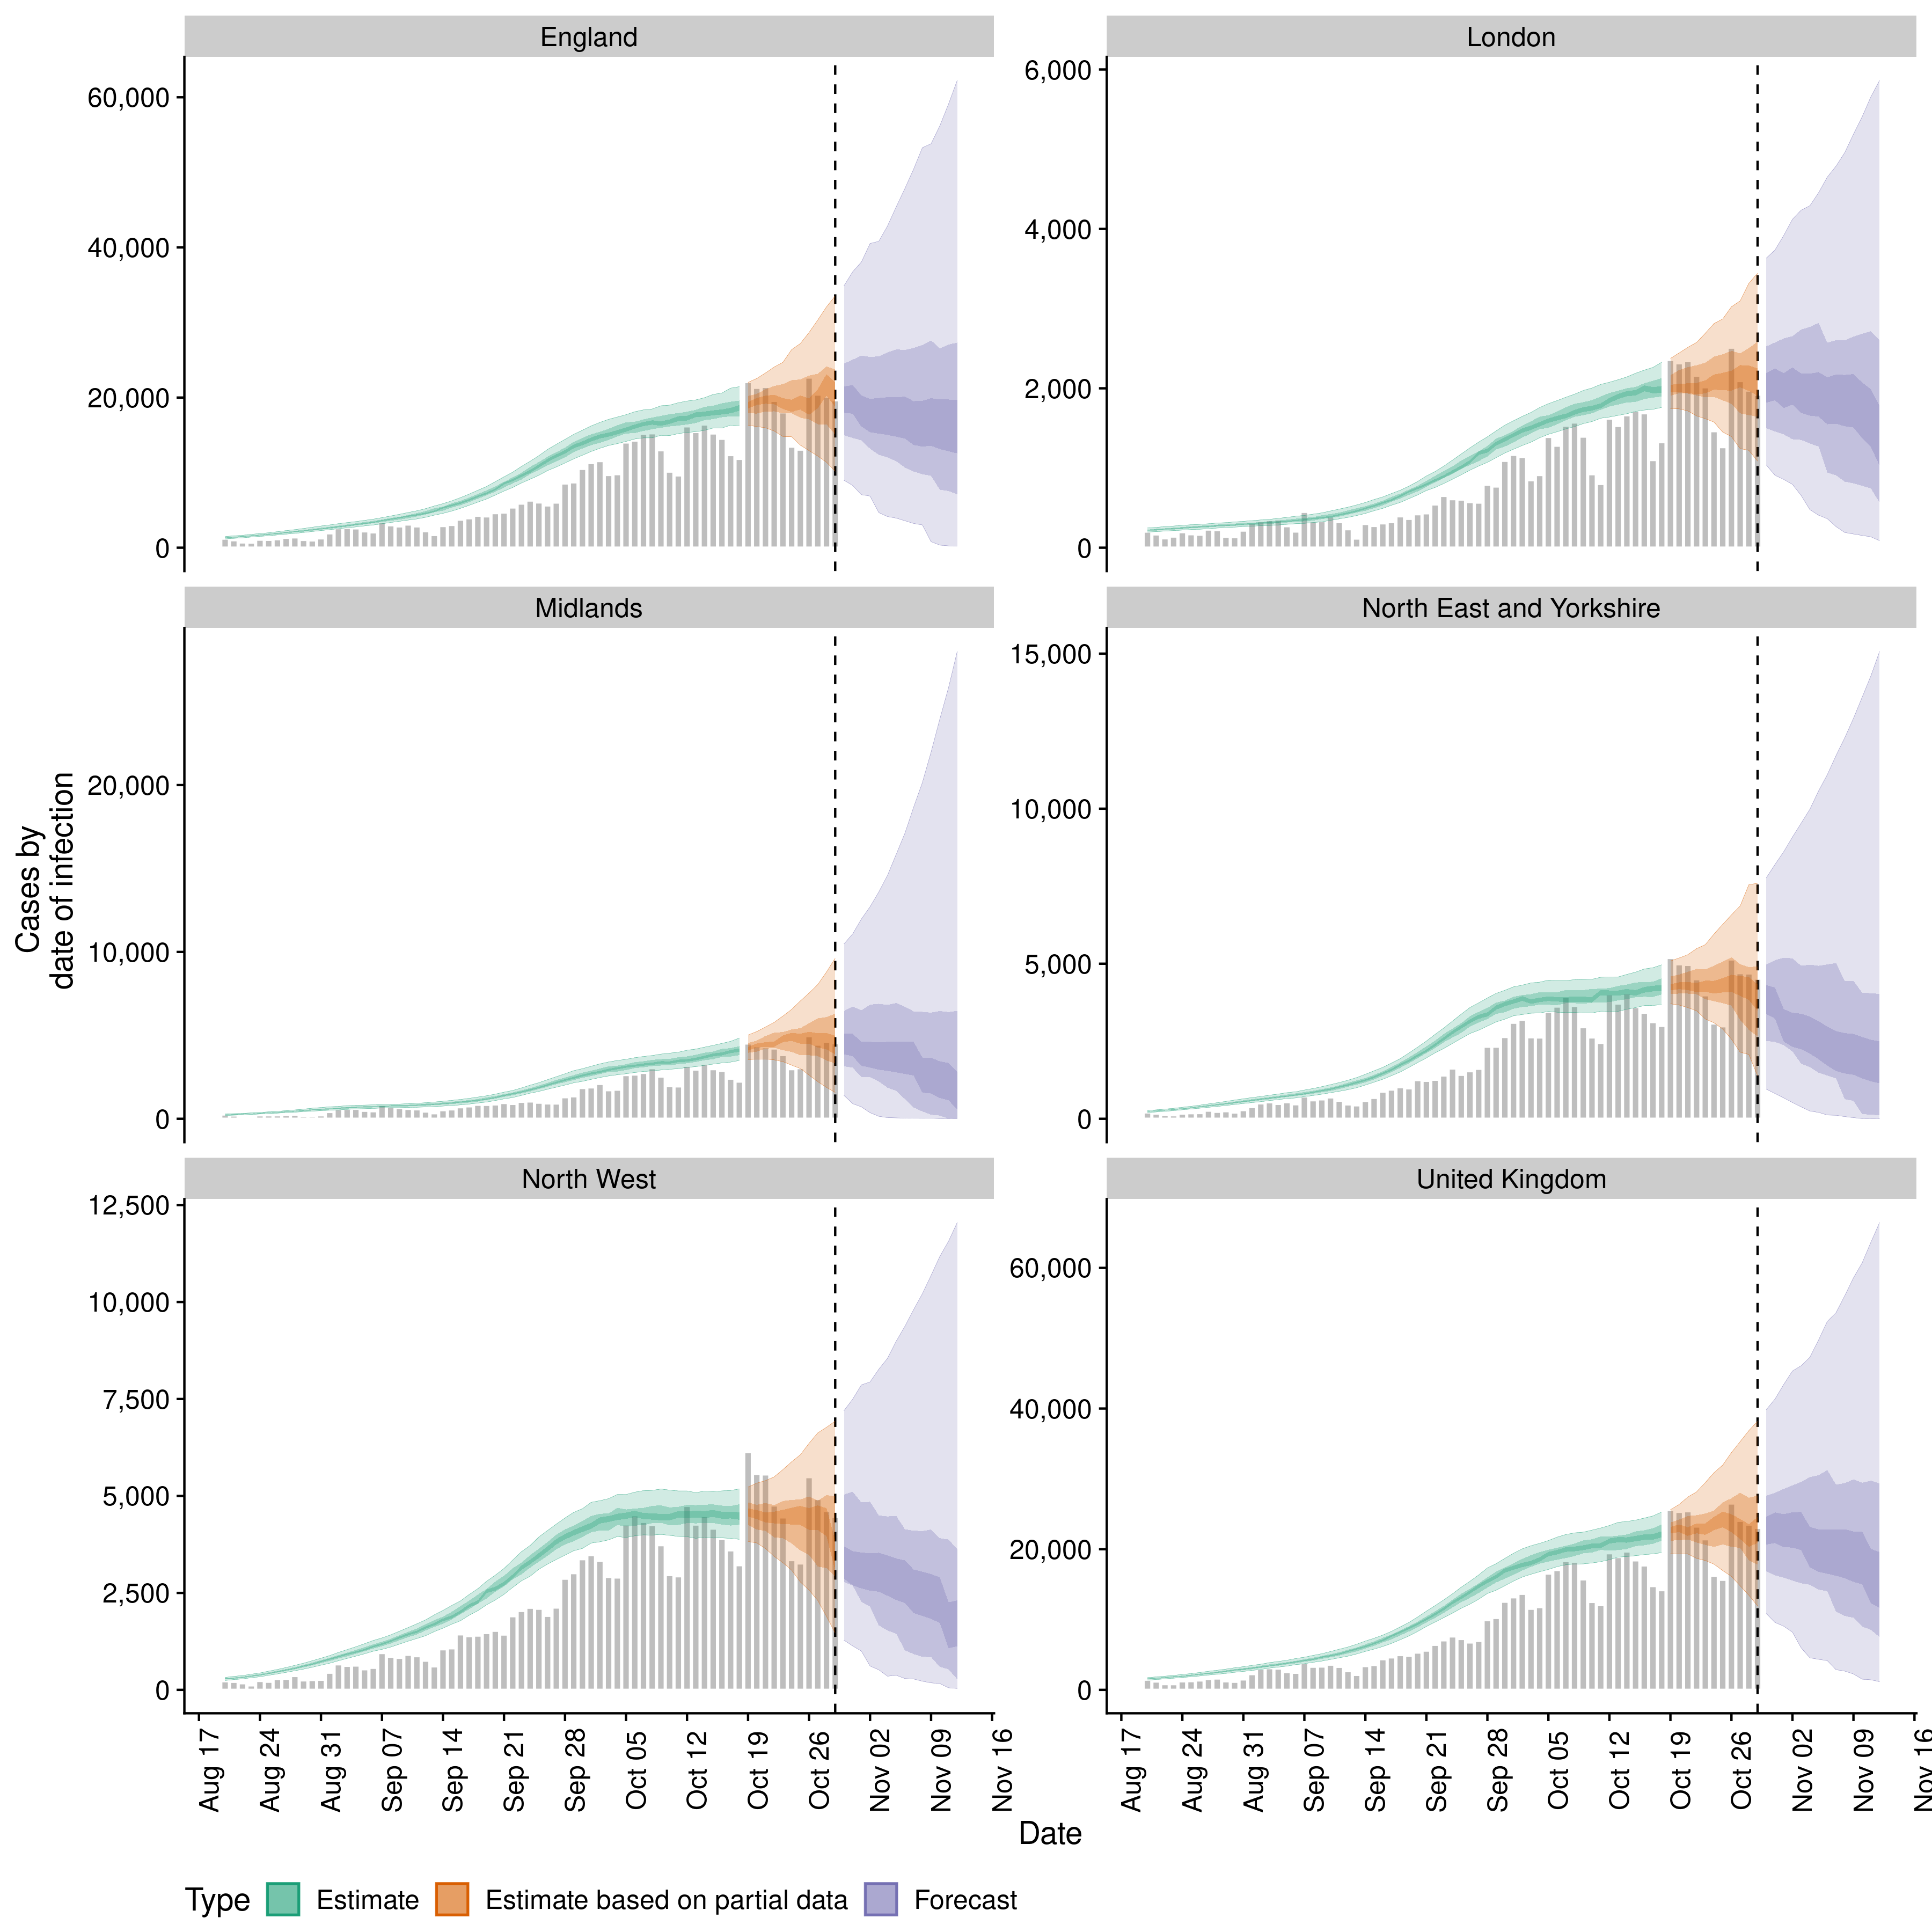 England
London
60,000
40,000
20,000
0
6,000
4,000
2,000
0
Midlands
North East and Yorkshire
20,000
10,000
0
15,000
10,000
5,000
0
North West
United Kingdom
12,500
10,000
7,500
5,000
2,500
0
60,000
40,000
20,000
0
Cases by
date of infection
Aug 17
Aug 24
Aug 31
Sep 07
Sep 14
Sep 21
Sep 28
Oct 05
Oct 12
Oct 19
Oct 26
Nov 02
Nov 09
Nov 16
Aug 17
Aug 24
Aug 31
Sep 07
Sep 14
Sep 21
Sep 28
Oct 05
Oct 12
Oct 19
Oct 26
Nov 02
Nov 09
Nov 16
Date
Type Estimate Estimate based on partial data Forecast